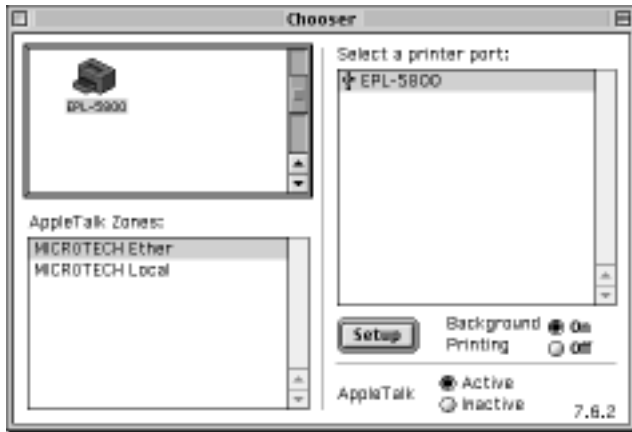 Chooser
EPL-5800
AppleTalk Zones:
MICROTECH Ether
MICROTECH Local
Select a printer port:
EPL-5800
Setup
Background Printing
On
Off
AppleTalk
Active
Inactive
7.6.2